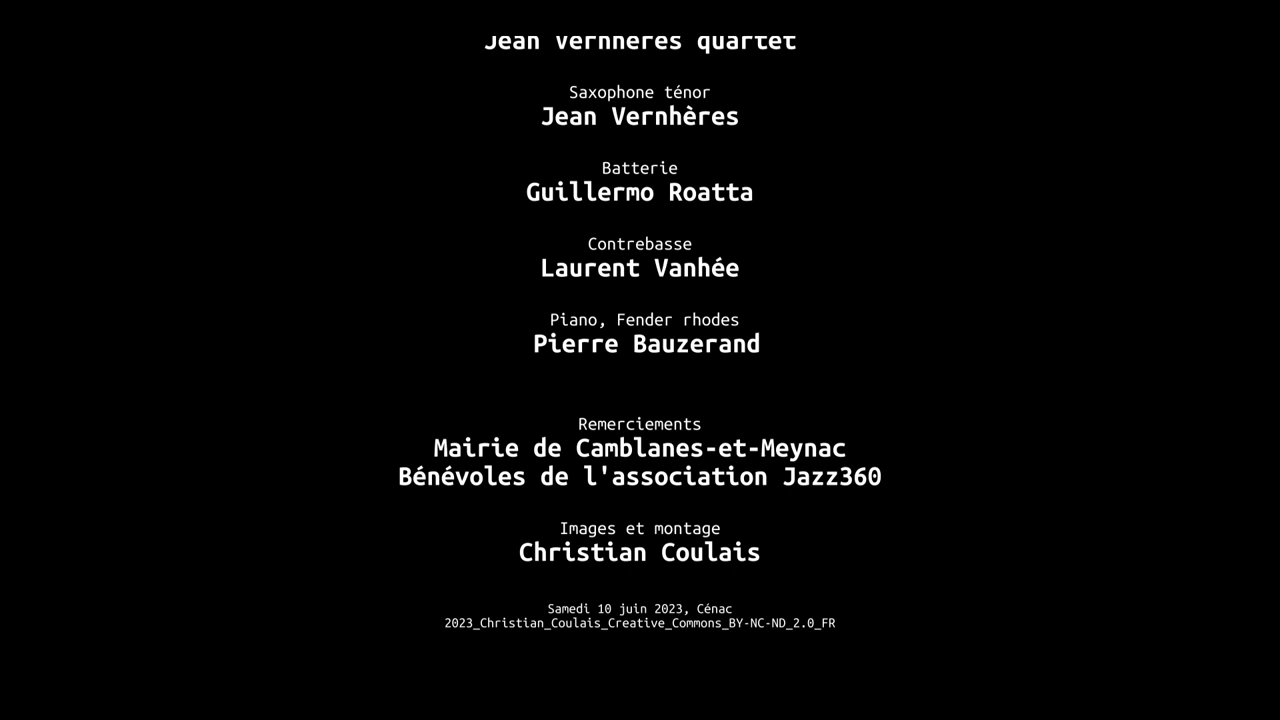 Jean Vernhères quartet
Saxophone ténor
Jean Vernhères
Batterie
Guillermo Roatta
Contrebasse
Laurent Vanhée
Piano, Fender rhodes
Pierre Bauzerand
Remerciements
Mairie de Camblanes-et-Meynac
Bénévoles de l'association Jazz360
Images et montage
Christian Coulais
Samedi 10 juin 2023, Cénac
2023_Christian_Coulais_Creative_Commons_BY-NC-ND_2.0_FR